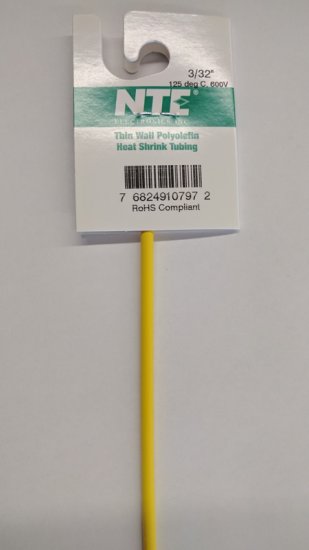 3/32"
125 deg C, 600V
NTE®
ELECTRONICS, INC.
Thin Wall Polyolefin
Heat Shrink Tubing
7 6824910797 2
RoHS Compliant